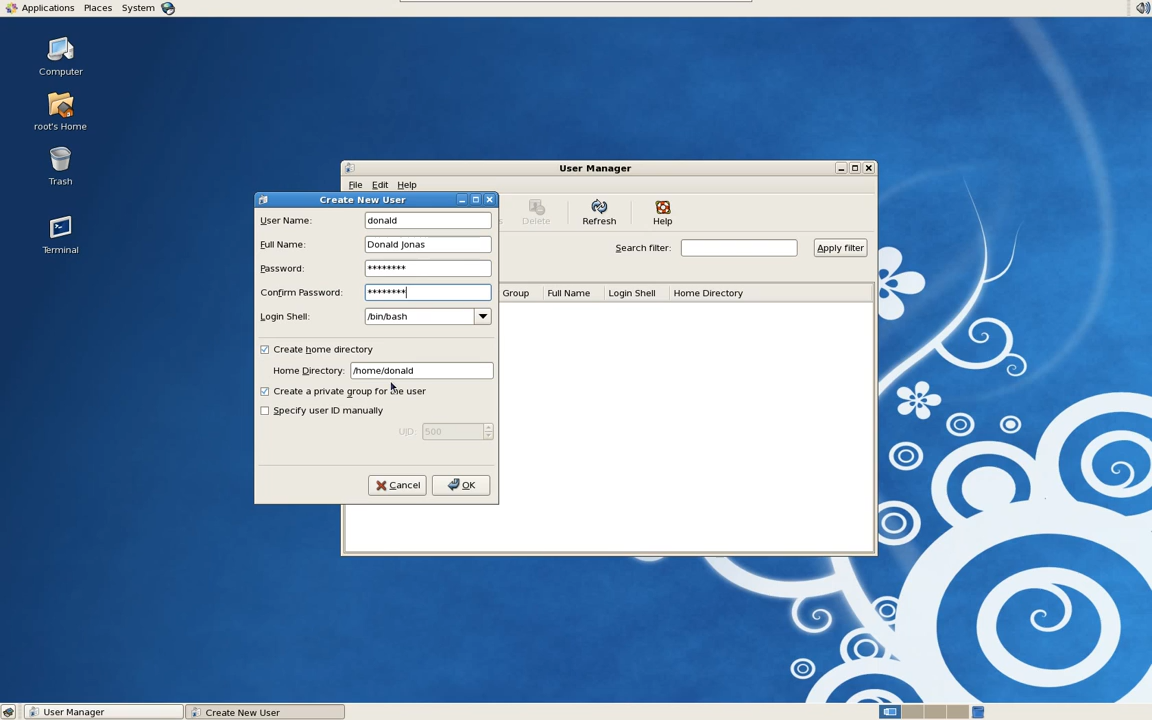 Applications Places System
Computer
root's Home
Trash
Terminal
User Manager
File Edit Help
Delete Refresh Help
Search filter: Apply filter
Group Full Name Login Shell Home Directory
Create New User
User Name: donald
Full Name: Donald Jonas
Password: ********
Confirm Password: ********
Login Shell: /bin/bash
Create home directory
Home Directory: /home/donald
Create a private group for the user
Specify user ID manually
UID: 500
Cancel OK
User Manager Create New User